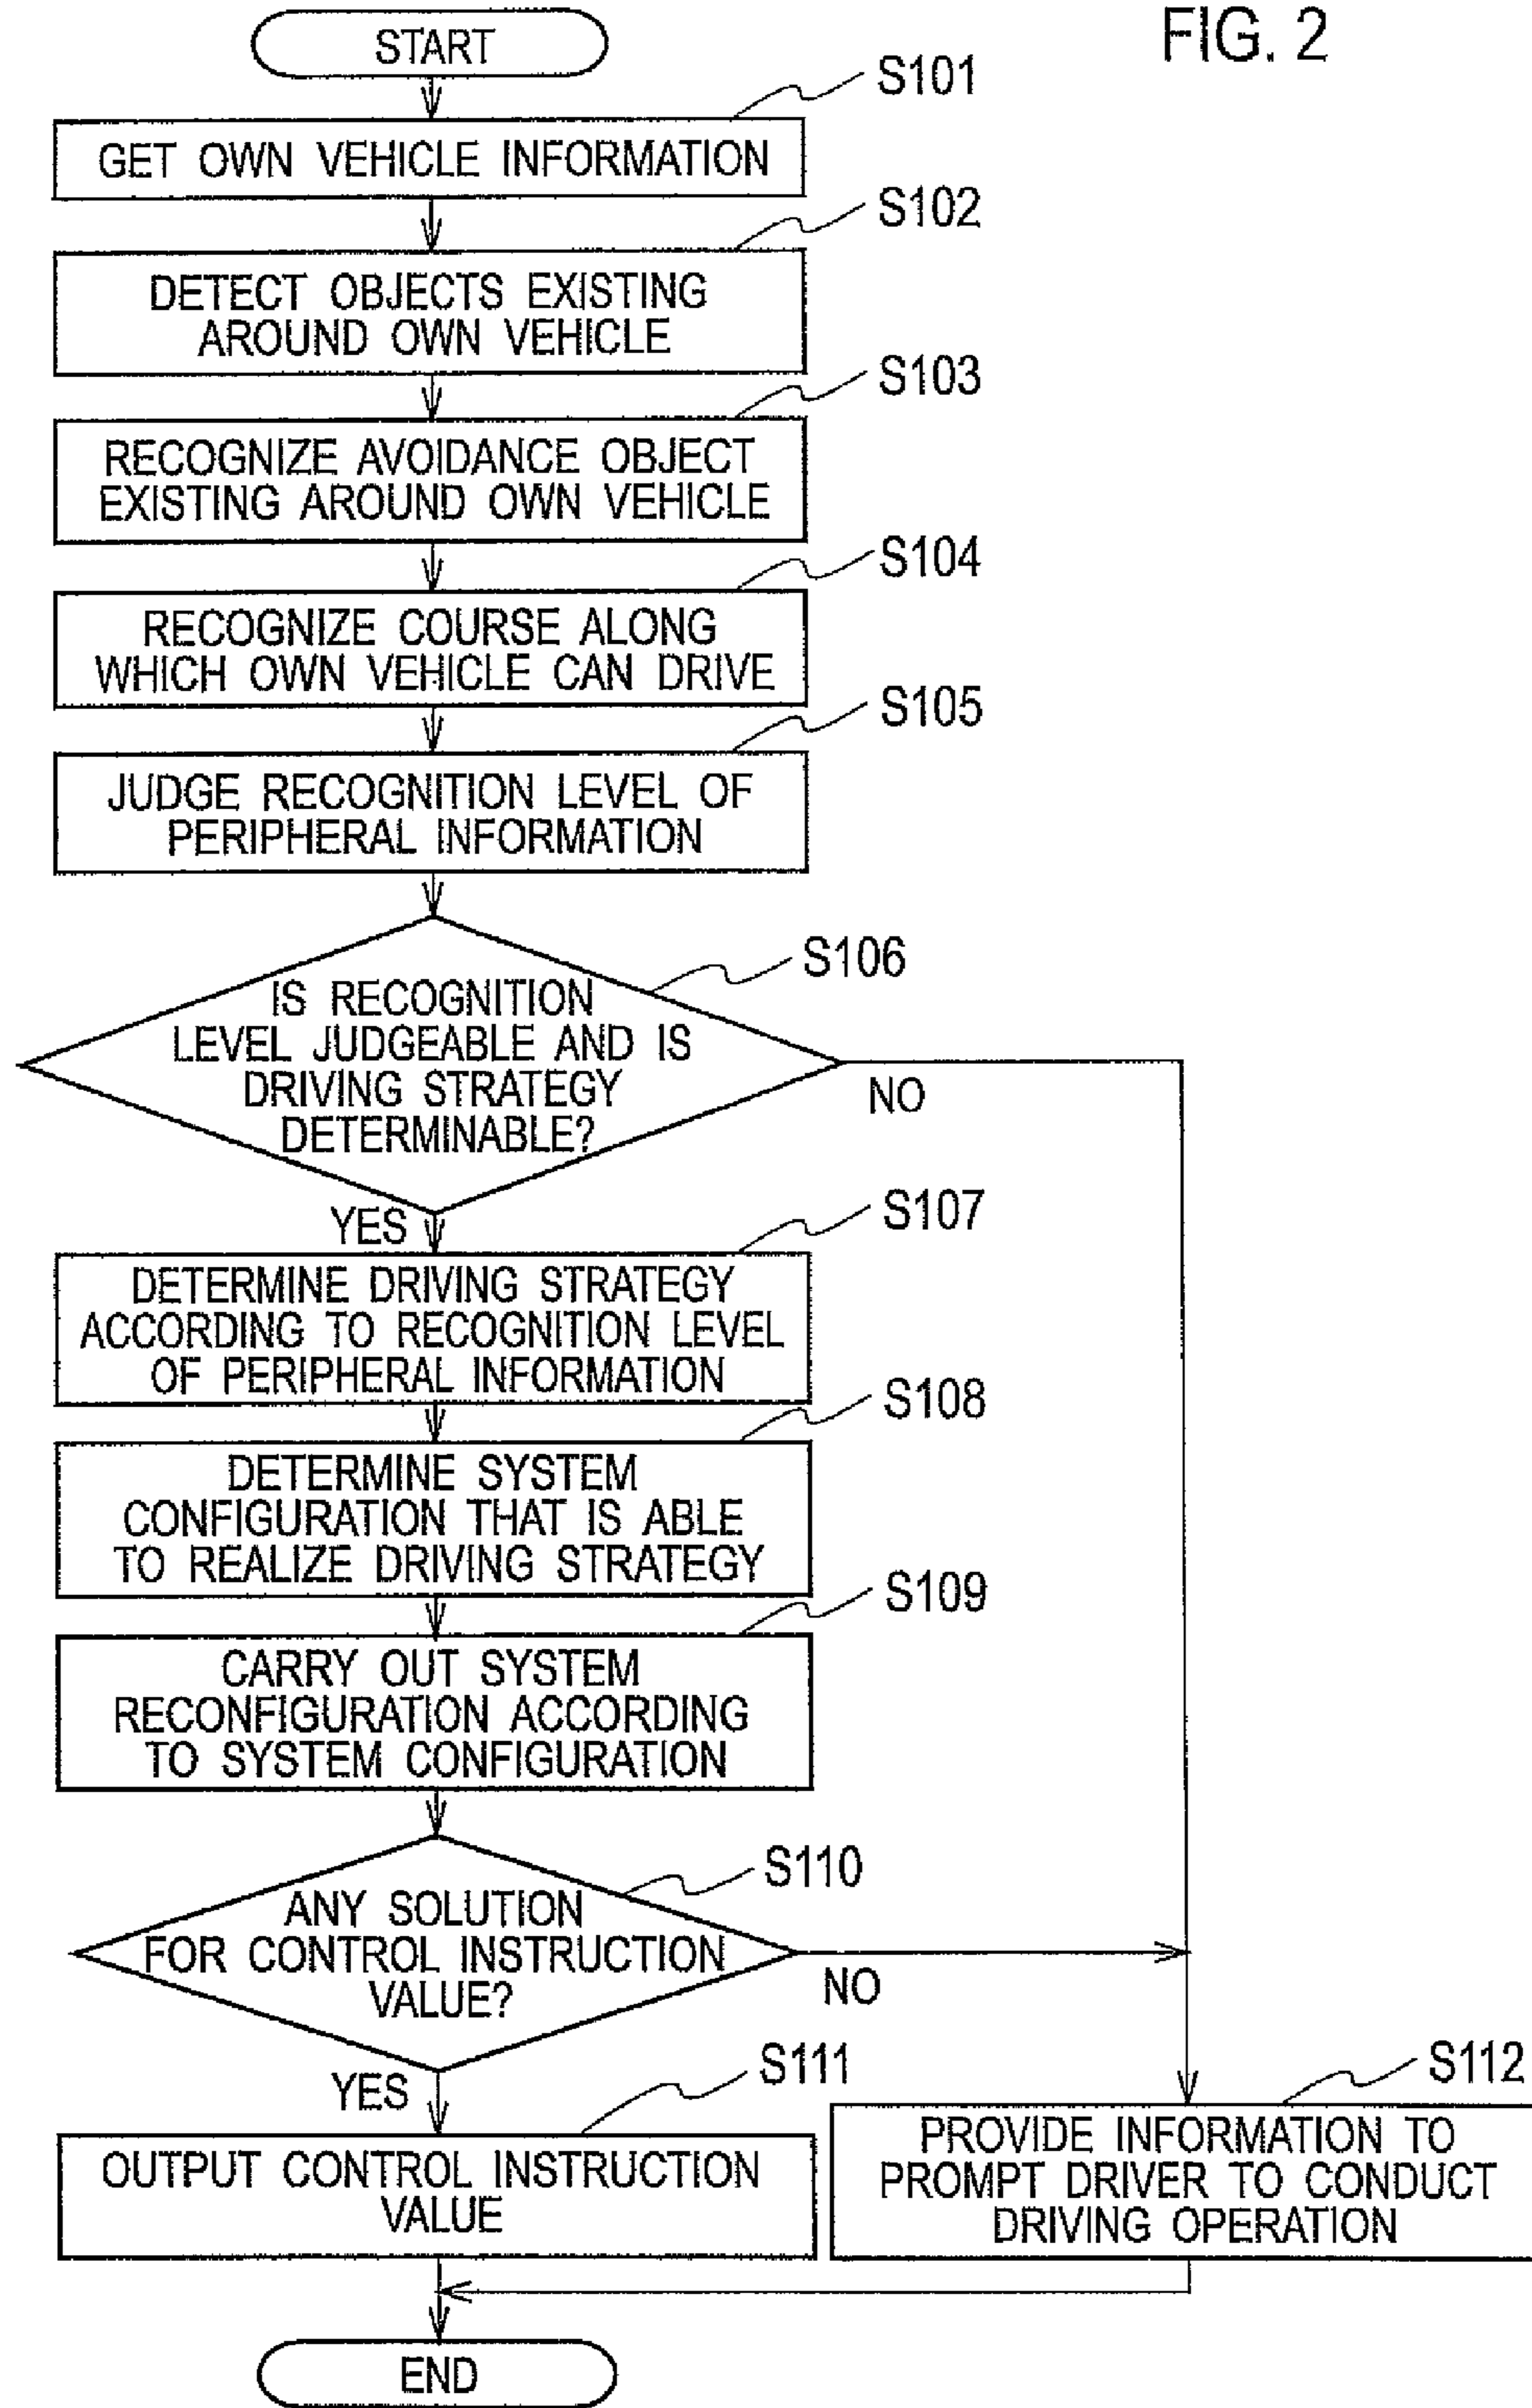 FIG. 2
START
S101
GET OWN VEHICLE INFORMATION
S102
DETECT OBJECTS EXISTING
AROUND OWN VEHICLE
S103
RECOGNIZE AVOIDANCE OBJECT
EXISTING AROUND OWN VEHICLE
S104
RECOGNIZE COURSE ALONG
WHICH OWN VEHICLE CAN DRIVE
S105
JUDGE RECOGNITION LEVEL OF
PERIPHERAL INFORMATION
S106
IS RECOGNITION
LEVEL JUDGEABLE AND IS
DRIVING STRATEGY
DETERMINABLE?
NO
YES
S107
DETERMINE DRIVING STRATEGY
ACCORDING TO RECOGNITION LEVEL
OF PERIPHERAL INFORMATION
S108
DETERMINE SYSTEM
CONFIGURATION THAT IS ABLE
TO REALIZE DRIVING STRATEGY
S109
CARRY OUT SYSTEM
RECONFIGURATION ACCORDING
TO SYSTEM CONFIGURATION
S110
ANY SOLUTION
FOR CONTROL INSTRUCTION
VALUE?
NO
YES
S111
OUTPUT CONTROL INSTRUCTION
VALUE
S112
PROVIDE INFORMATION TO
PROMPT DRIVER TO CONDUCT
DRIVING OPERATION
END